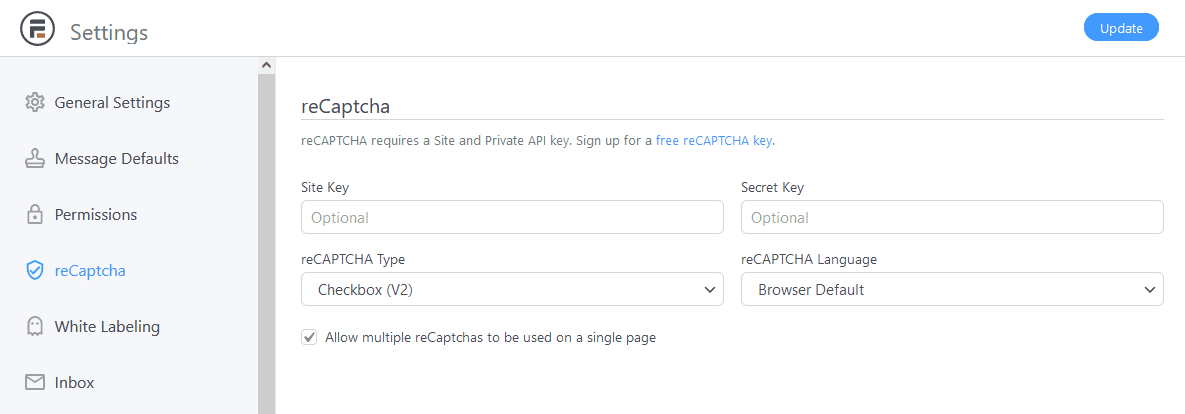 Settings
Update
General Settings
Message Defaults
Permissions
reCaptcha
White Labeling
Inbox
reCaptcha
reCAPTCHA requires a Site and Private API key. Sign up for a free reCAPTCHA key.
Site Key
Secret Key
Optional
Optional
reCAPTCHA Type
reCAPTCHA Language
Checkbox (V2)
Browser Default
Allow multiple reCaptchas to be used on a single page